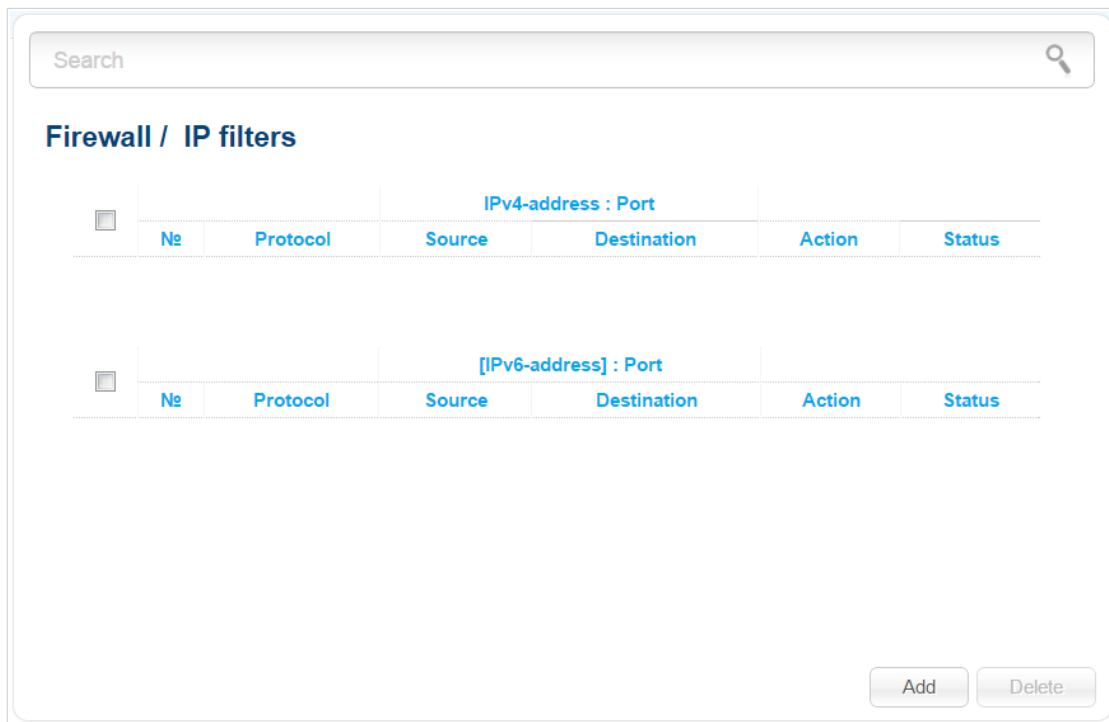 Search
Firewall /  IP filters
IPv4-address : Port
№ Protocol Source Destination Action Status
[IPv6-address] : Port
№ Protocol Source Destination Action Status
Add Delete